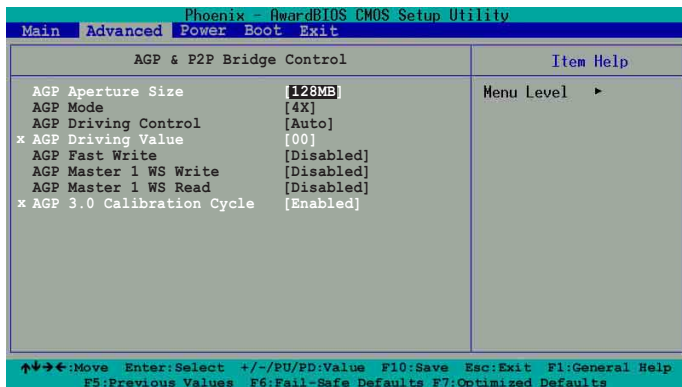 Phoenix - AwardBIOS CMOS Setup Utility
Main Advanced Power Boot Exit
AGP & P2P Bridge Control
Item Help
AGP Aperture Size [128MB]
Menu Level ►
AGP Mode [4X]
AGP Driving Control [Auto]
x AGP Driving Value [00]
AGP Fast Write [Disabled]
AGP Master 1 WS Write [Disabled]
AGP Master 1 WS Read [Disabled]
x AGP 3.0 Calibration Cycle [Enabled]
↑↓→←:Move Enter:Select +/-/PU/PD:Value F10:Save Esc:Exit F1:General Help
F5:Previous Values F6:Fail-Safe Defaults F7:Optimized Defaults